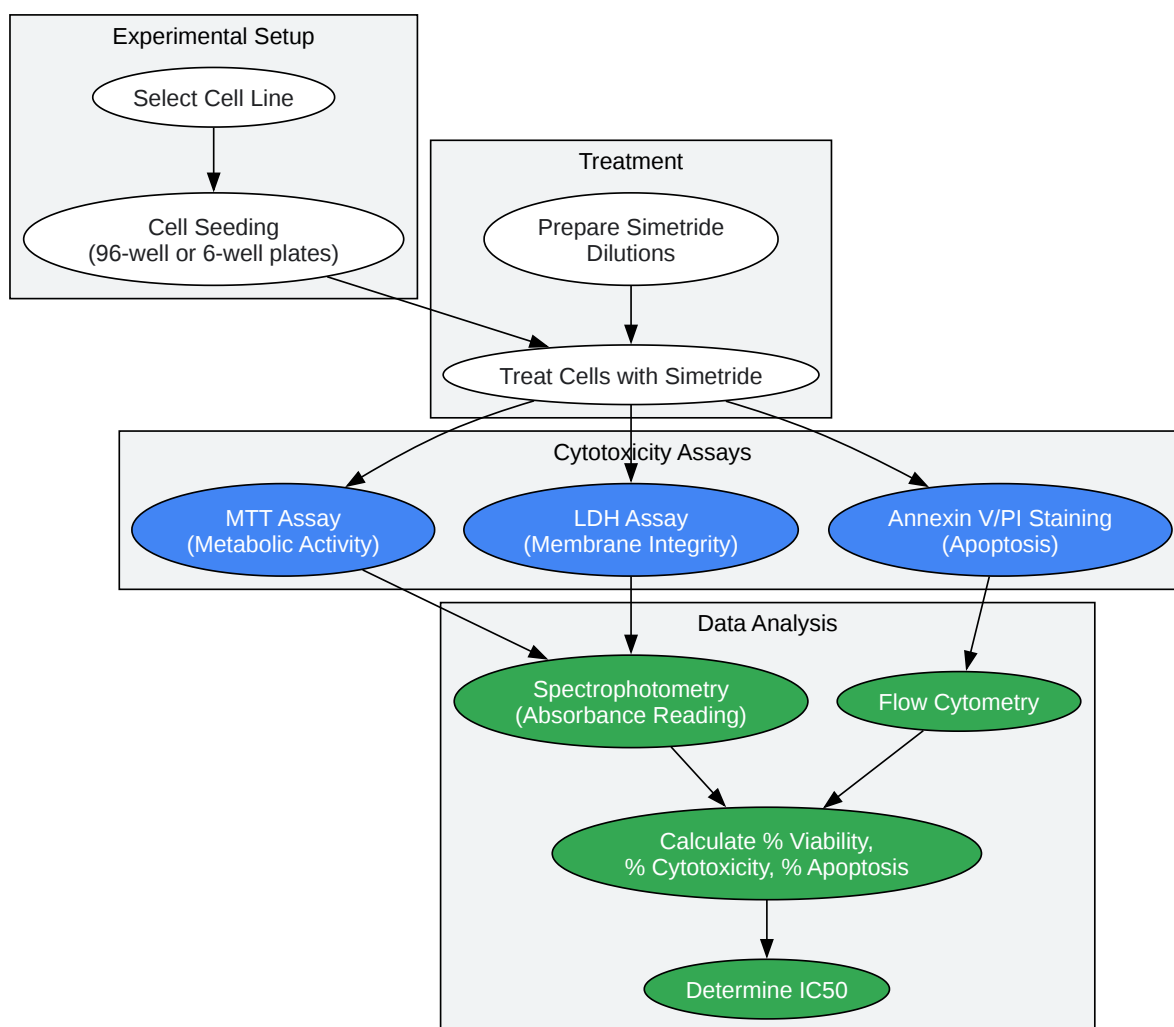 Experimental Setup
Select Cell Line
Cell Seeding
(96-well or 6-well plates)
Treatment
Prepare Simetride
Dilutions
Treat Cells with Simetride
Cytotoxicity Assays
MTT Assay
(Metabolic Activity)
LDH Assay
(Membrane Integrity)
Annexin V/PI Staining
(Apoptosis)
Data Analysis
Spectrophotometry
(Absorbance Reading)
Flow Cytometry
Calculate % Viability,
% Cytotoxicity, % Apoptosis
Determine IC50